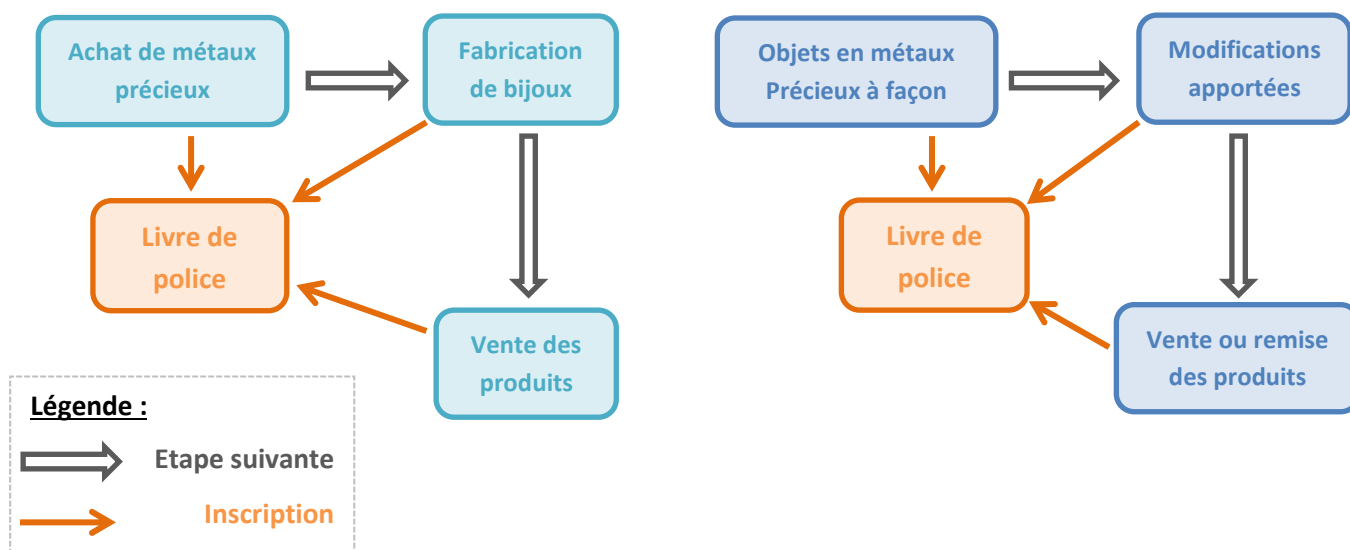 Achat de métaux
précieux
Fabrication
de bijoux
Livre de
police
Vente des
produits
Objets en métaux
Précieux à façon
Modifications
apportées
Livre de
police
Vente ou remise
des produits
Légende :
Etape suivante
Inscription